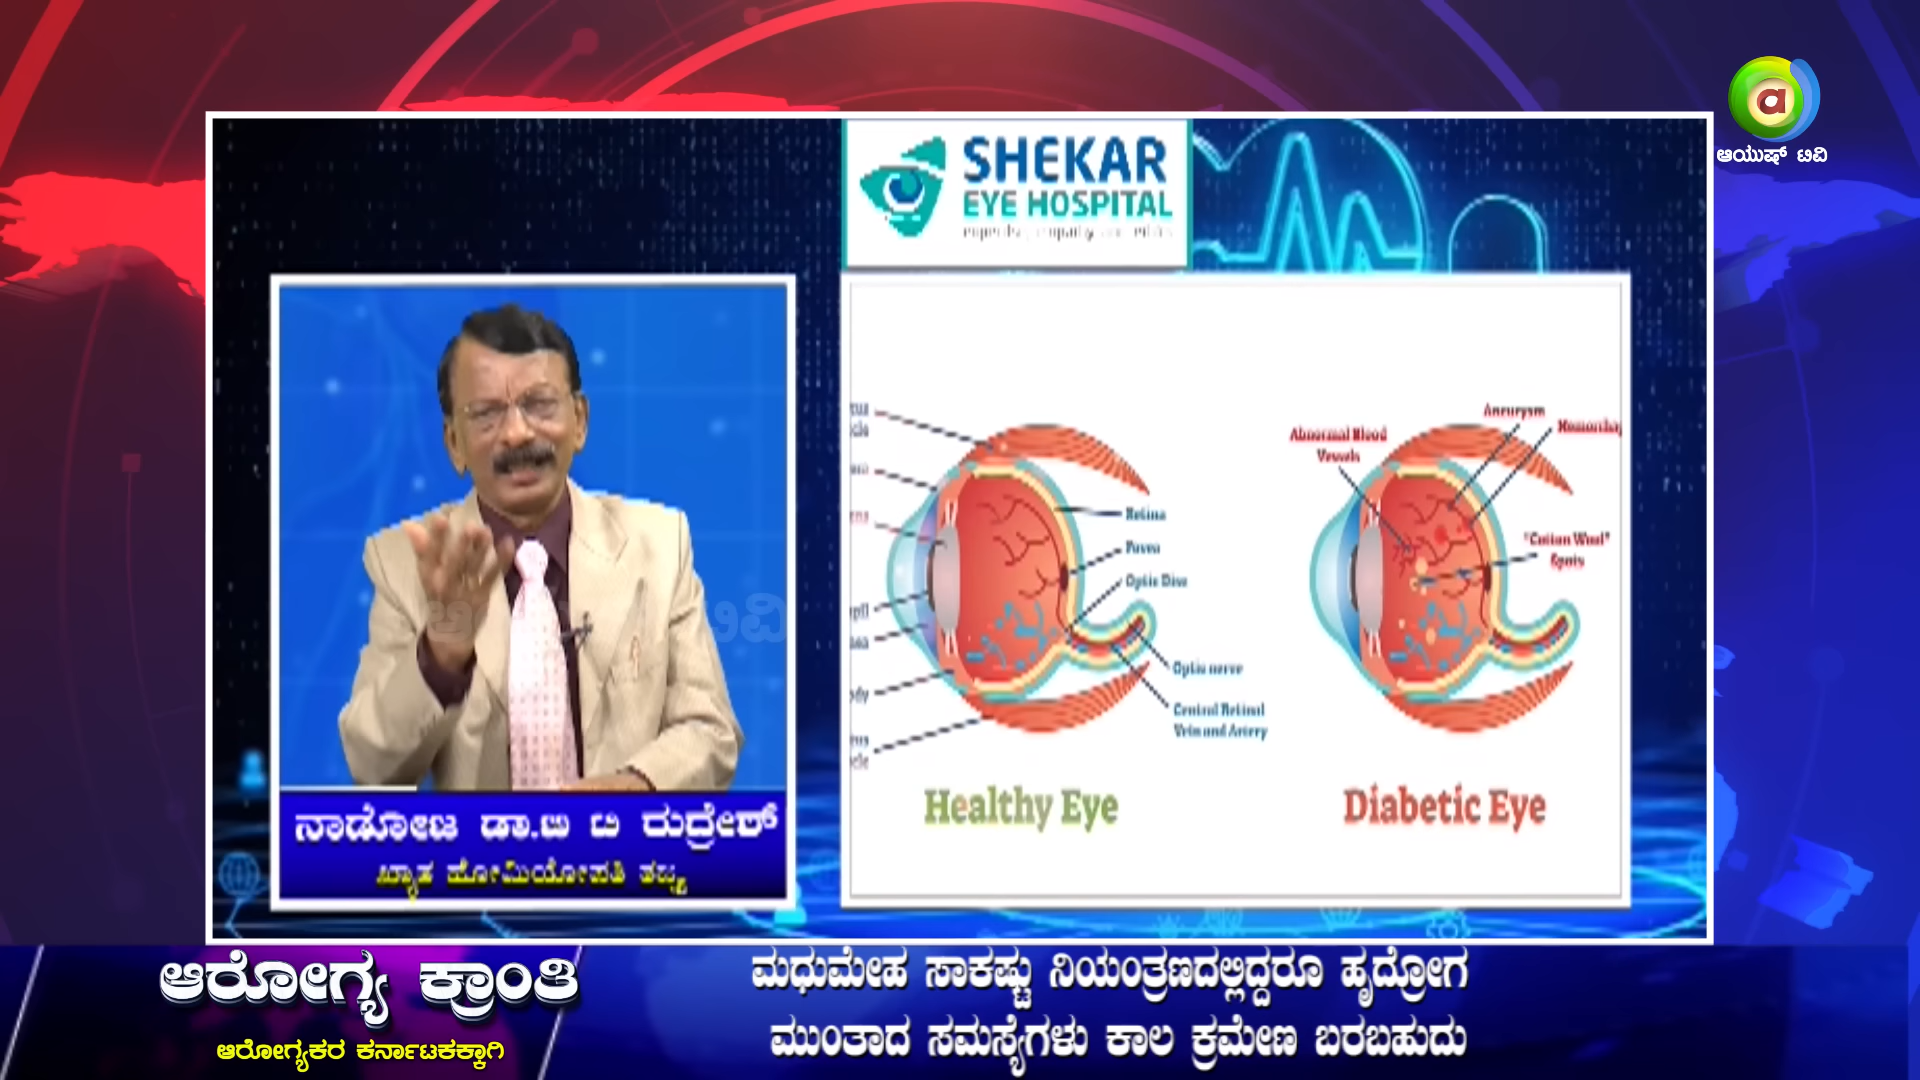 ಆಯುಷ್ ಟಿವಿ
SHEKAR
EYE HOSPITAL
Abnormal Blood
Vessels
Aneurysm
"Cotton Wool"
Spots
Retina
Fovea
Optic Disc
Optic nerve
Central Retinal
Vein and Artery
Healthy Eye
Diabetic Eye
ನಾಡೋಜ ಡಾ.ಬಿ ಟಿ ರುದ್ರೇಶ್
ಖ್ಯಾತ ಹೋಮಿಯೋಪತಿ ತಜ್ಞ
ಆರೋಗ್ಯ ಕ್ರಾಂತಿ
ಆರೋಗ್ಯಕರ ಕರ್ನಾಟಕಕ್ಕಾಗಿ
ಮಧುಮೇಹ ಸಾಕಷ್ಟು ನಿಯಂತ್ರಣದಲ್ಲಿದ್ದರೂ ಹೃದ್ರೋಗ
ಮುಂತಾದ ಸಮಸ್ಯೆಗಳು ಕಾಲ ಕ್ರಮೇಣ ಬರಬಹುದು